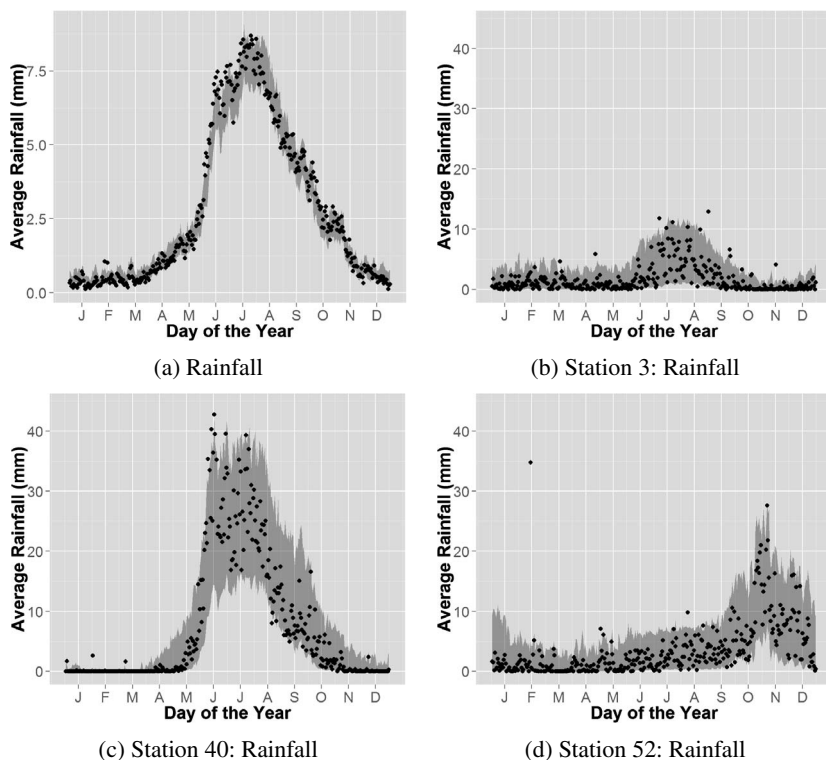 Average Rainfall (mm)
7.5
5.0
2.5
0.0
J F M A M J J A S O N D
Day of the Year
(a) Rainfall
Average Rainfall (mm)
40
30
20
10
0
J F M A M J J A S O N D
Day of the Year
(b) Station 3: Rainfall
Average Rainfall (mm)
40
30
20
10
0
J F M A M J J A S O N D
Day of the Year
(c) Station 40: Rainfall
Average Rainfall (mm)
40
30
20
10
0
J F M A M J J A S O N D
Day of the Year
(d) Station 52: Rainfall